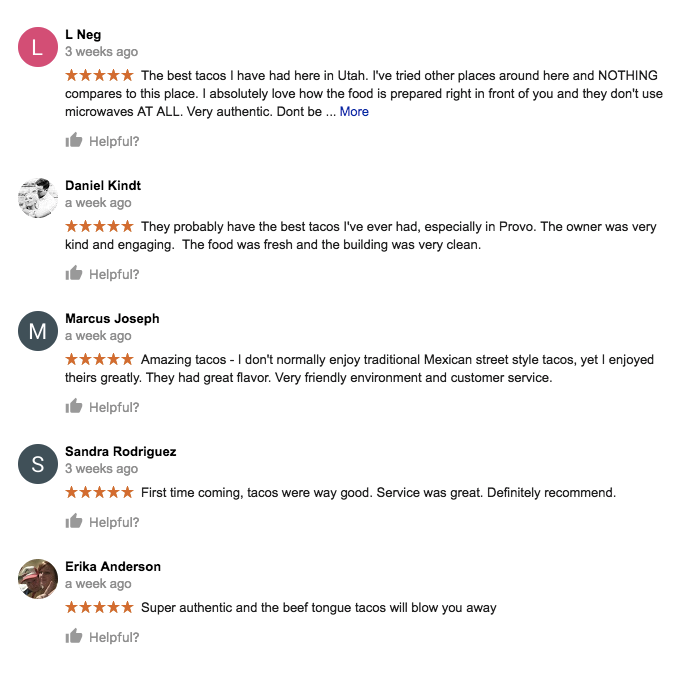 L
L Neg
3 weeks ago
The best tacos I have had here in Utah. I've tried other places around here and NOTHING
compares to this place. I absolutely love how the food is prepared right in front of you and they don't use
microwaves AT ALL. Very authentic. Dont be ... More
Helpful?
Daniel Kindt
a week ago
They probably have the best tacos I've ever had, especially in Provo. The owner was very
kind and engaging.  The food was fresh and the building was very clean.
Helpful?
M
Marcus Joseph
a week ago
Amazing tacos - I don't normally enjoy traditional Mexican street style tacos, yet I enjoyed
theirs greatly. They had great flavor. Very friendly environment and customer service.
Helpful?
S
Sandra Rodriguez
3 weeks ago
First time coming, tacos were way good. Service was great. Definitely recommend.
Helpful?
Erika Anderson
a week ago
Super authentic and the beef tongue tacos will blow you away
Helpful?